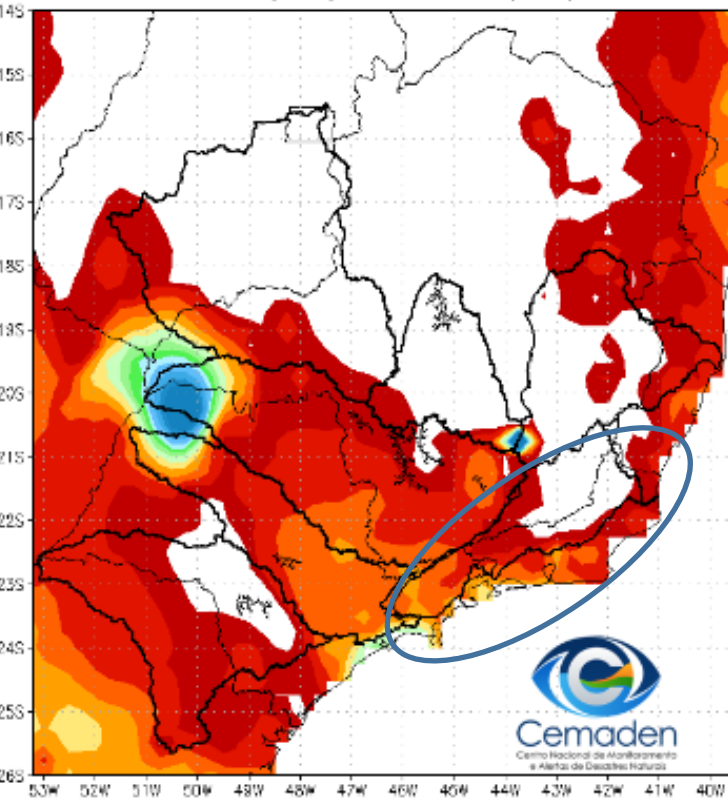 14S
15S
16S
17S
18S
19S
20S
21S
22S
23S
24S
25S
26S
Cemaden
Centro Nacional de Monitoramento
e Alertas de Desastres Naturais
53W 52W 51W 50W 49W 48W 47W 46W 45W 44W 43W 42W 41W 40W